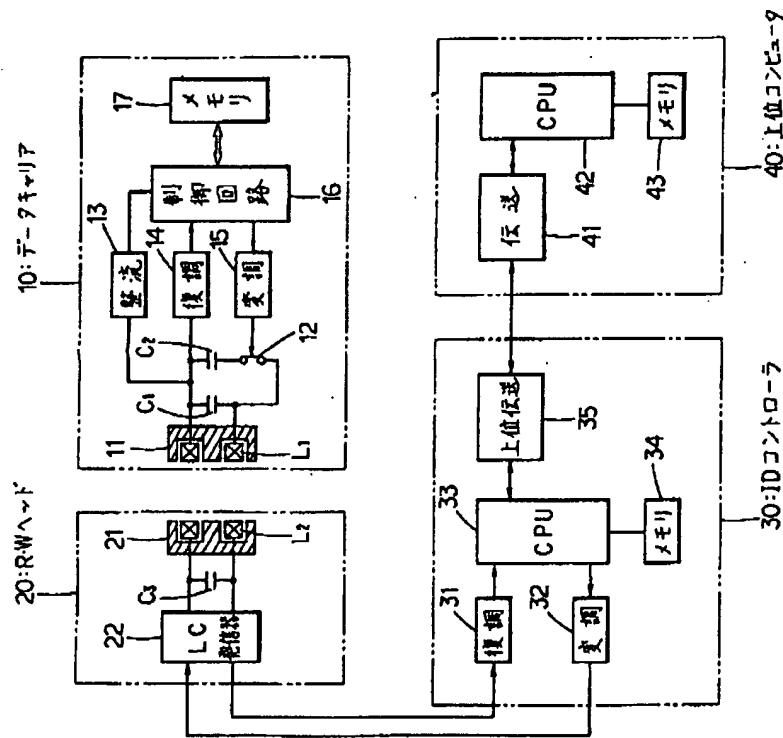 20:R·Wヘッド
22
LC
発信器
C3
21
L2
10:データキャリア
11
L1
C1
C2
12
13
整流
14
復調
15
変調
制御回路
16
17
メモリ
30:IDコントローラ
31
復調
32
変調
33
CPU
34
メモリ
上位伝送
35
40:上位コンピュータ
伝送
41
CPU
42
メモリ
43